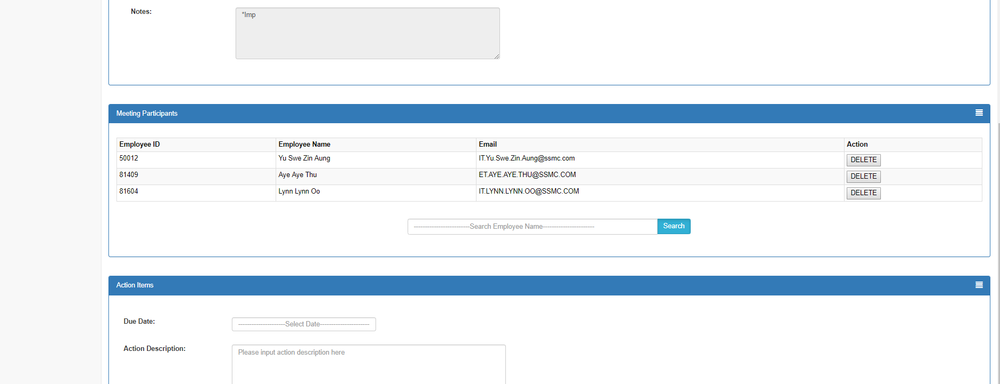 Notes:
*Imp
Meeting Participants
Employee ID Employee Name Email Action
50012 Yu Swe Zin Aung IT.Yu.Swe.Zin.Aung@ssmc.com DELETE
81409 Aye Aye Thu ET.AYE.AYE.THU@SSMC.COM DELETE
81604 Lynn Lynn Oo IT.LYNN.LYNN.OO@SSMC.COM DELETE
-------------------------Search Employee Name----------------------- Search
Action Items
Due Date: ---------------------Select Date----------------------
Action Description: Please input action description here